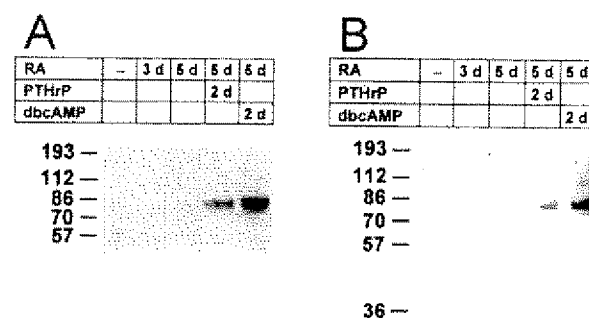 A
RA – 3 d 5 d 5 d 5 d
PTHrP 2 d
dbcAMP 2 d
193 –
112 –
86 –
70 –
57 –
B
RA – 3 d 5 d 5 d 5 d
PTHrP 2 d
dbcAMP 2 d
193 –
112 –
86 –
70 –
57 –
36 –